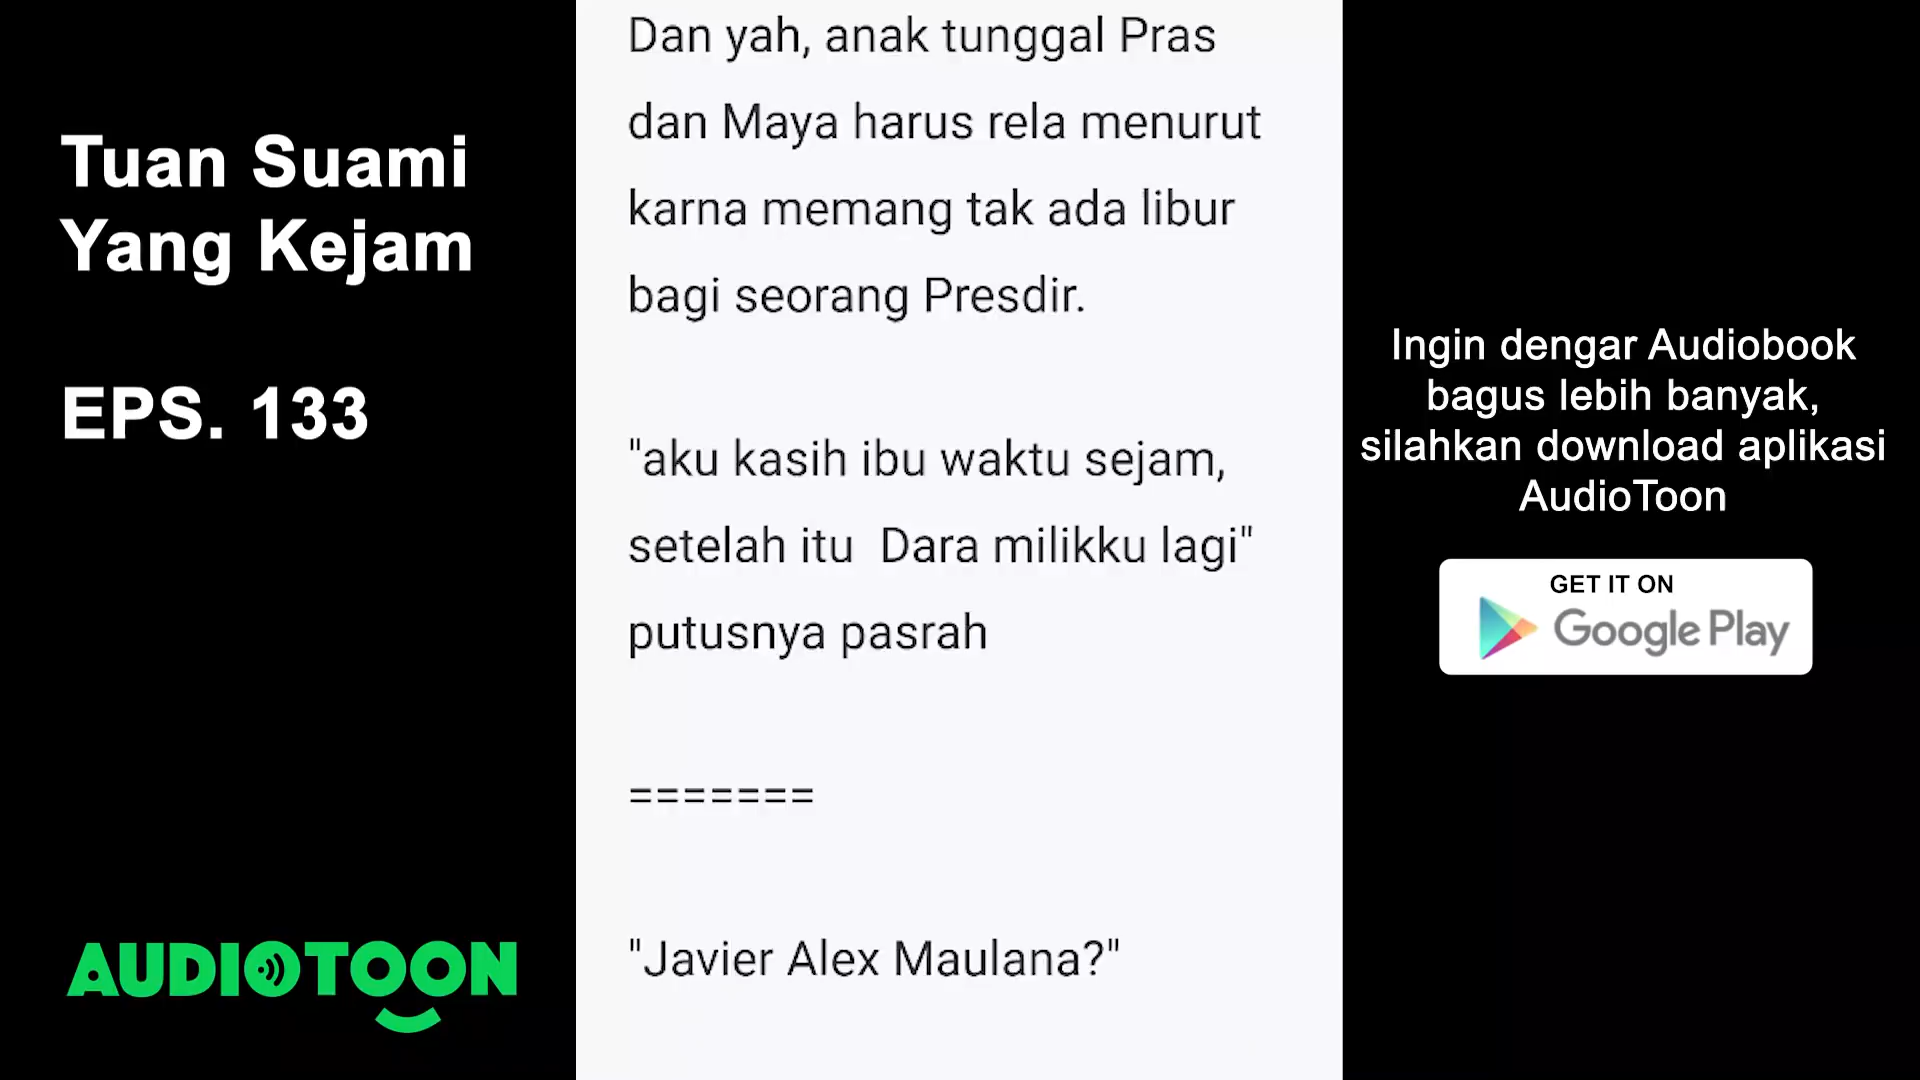 Tuan Suami
Yang Kejam
EPS. 133
AUDIOTOON
Dan yah, anak tunggal Pras
dan Maya harus rela menurut
karna memang tak ada libur
bagi seorang Presdir.
"aku kasih ibu waktu sejam,
setelah itu  Dara milikku lagi"
putusnya pasrah
=======
"Javier Alex Maulana?"
Ingin dengar Audiobook
bagus lebih banyak,
silahkan download aplikasi
AudioToon
GET IT ON
Google Play